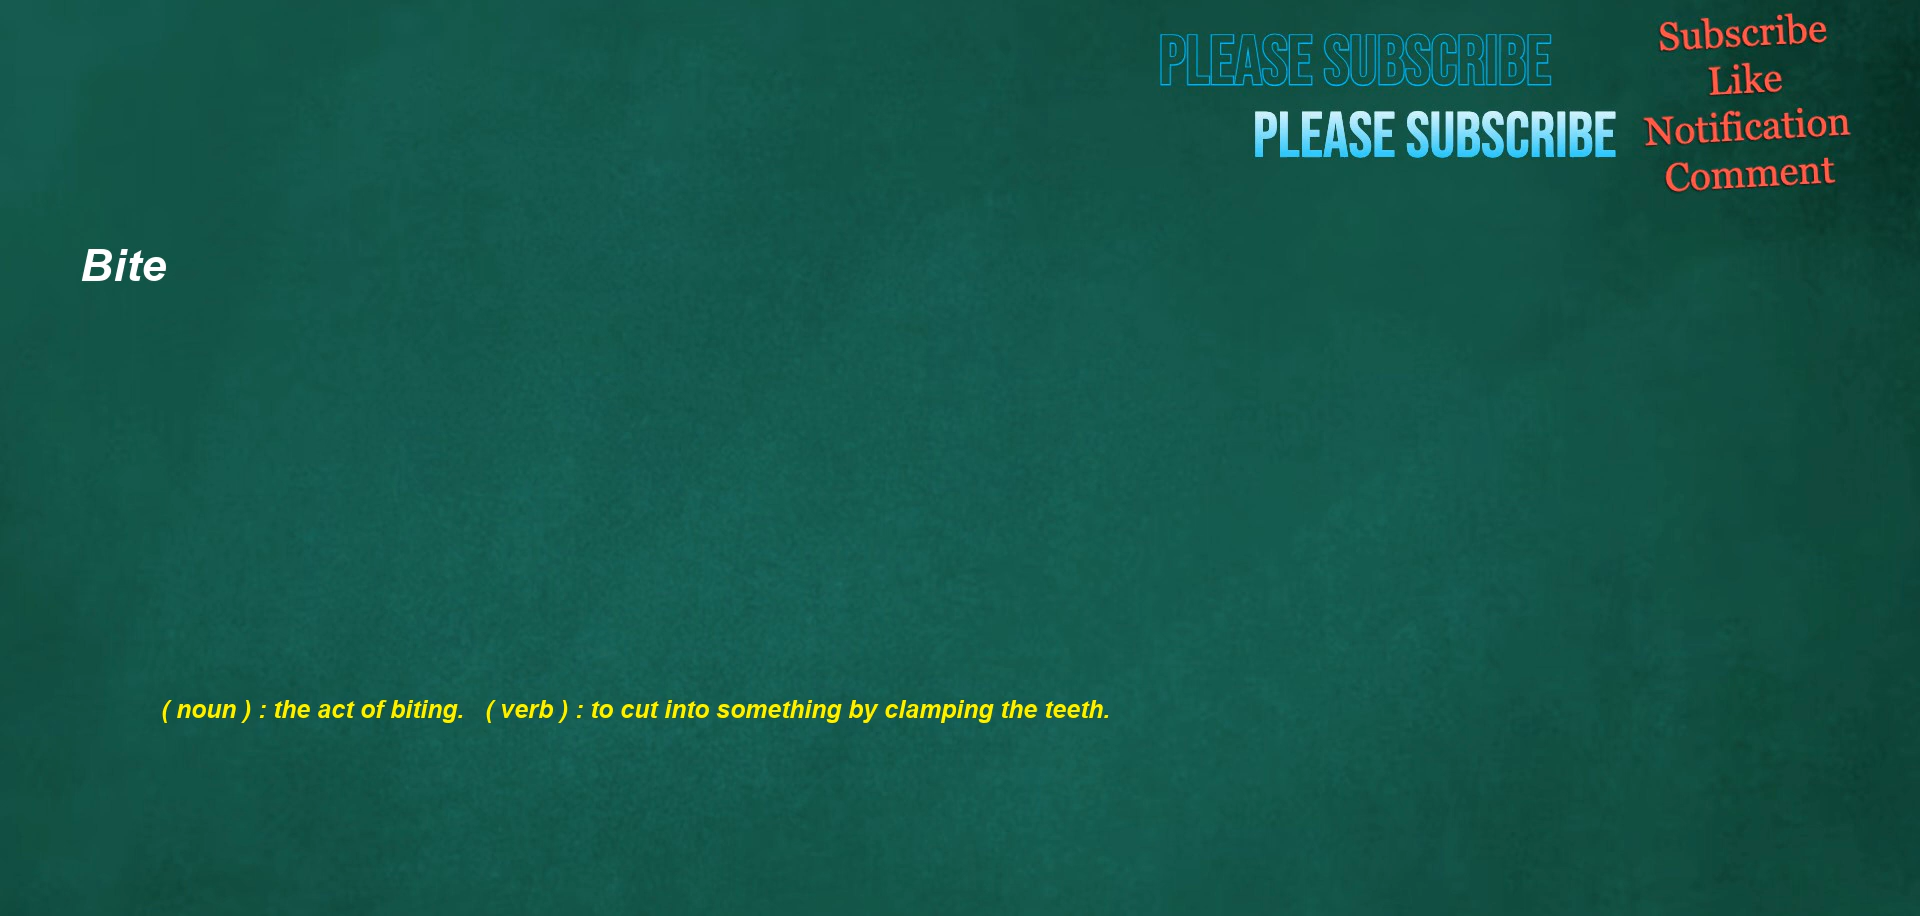 PLEASE SUBSCRIBE
PLEASE SUBSCRIBE
Subscribe
Like
Notification
Comment
Bite
( noun ) : the act of biting.   ( verb ) : to cut into something by clamping the teeth.